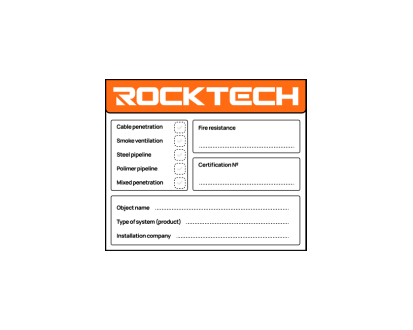 ROCKTECH
Cable penetration
Smoke ventilation
Steel pipeline
Polimer pipeline
Mixed penetration
Fire resistance
Certification №
Object name
Type of system (product)
Installation company